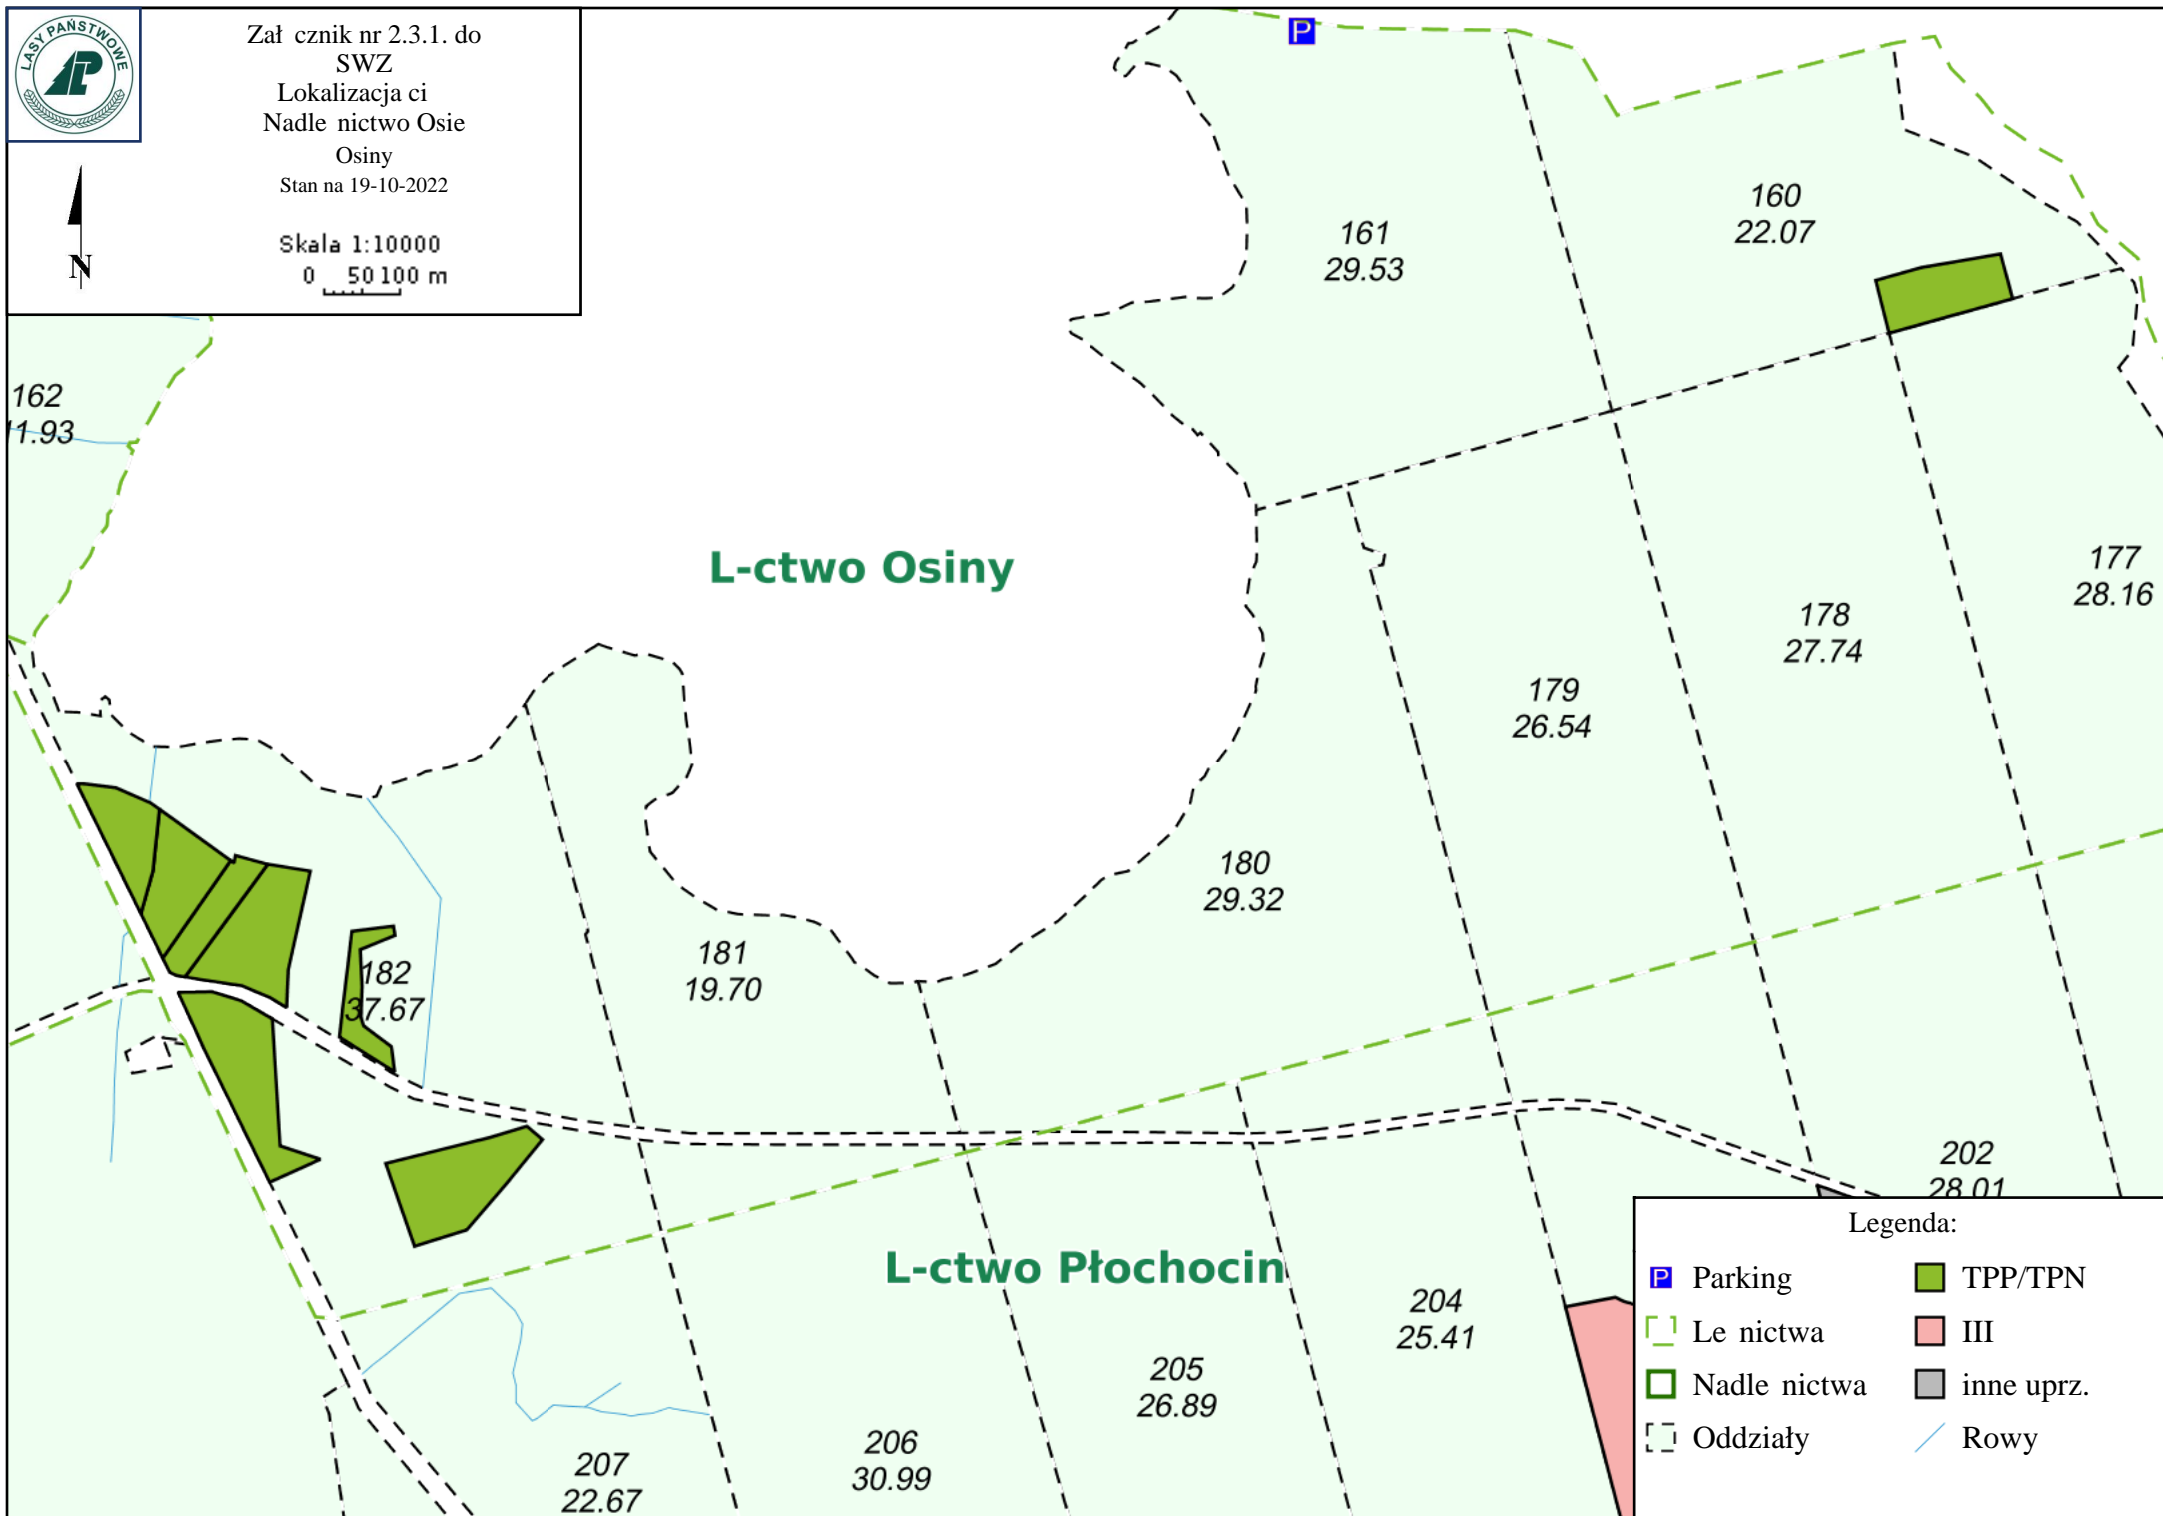 LASY PAŃSTWOWE
Zał cznik nr 2.3.1. do
SWZ
Lokalizacja ci
Nadle nictwo Osie
Osiny
Stan na 19-10-2022
Skala 1:10000
0 50 100 m
N
P
161
29.53
160
22.07
162
11.93
L-ctwo Osiny
177
28.16
178
27.74
179
26.54
180
29.32
181
19.70
182
37.67
202
28.01
L-ctwo Płochocin
204
25.41
205
26.89
206
30.99
207
22.67
Legenda:
P Parking
TPP/TPN
Le nictwa
III
Nadle nictwa
inne uprz.
Oddziały
Rowy